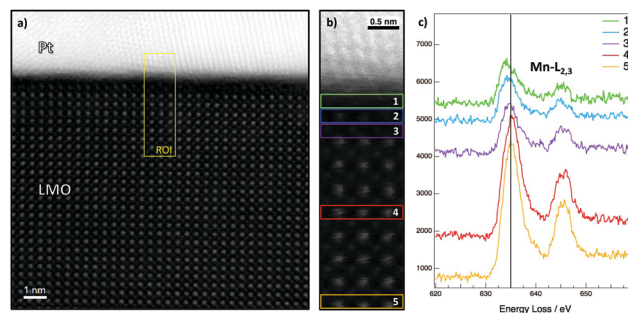 a)
Pt
ROI
LMO
1 nm
b)
0.5 nm
1
2
3
4
5
c)
Mn-L2,3
1
2
3
4
5
7000
6000
5000
4000
3000
2000
1000
620
630
640
650
Energy Loss / eV